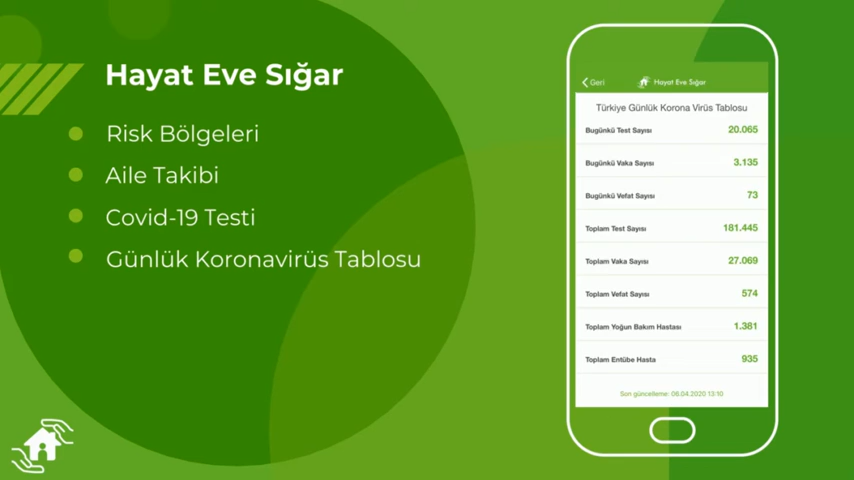 Hayat Eve Sığar
Risk Bölgeleri
Aile Takibi
Covid-19 Testi
Günlük Koronavirüs Tablosu
Geri
Hayat Eve Sığar
Türkiye Günlük Korona Virüs Tablosu
Bugünkü Test Sayısı 20.065
Bugünkü Vaka Sayısı 3.135
Bugünkü Vefat Sayısı 73
Toplam Test Sayısı 181.445
Toplam Vaka Sayısı 27.069
Toplam Vefat Sayısı 574
Toplam Yoğun Bakım Hastası 1.381
Toplam Entübe Hasta 935
Son güncelleme: 06.04.2020 13:10